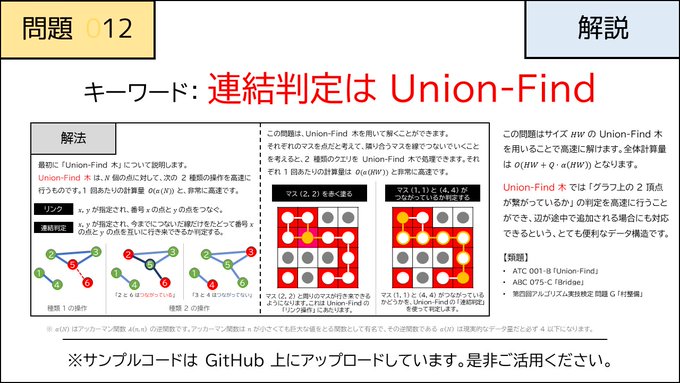 問題 012
解説
キーワード: 連結判定は Union-Find
解法
最初に「Union-Find 木」について説明します。
Union-Find 木 は、N 個の点に対して、次の 2 種類の操作を高速に
行うものです。1 回あたりの計算量 O(α(N)) と、非常に高速です。
リンク
x, y が指定され、番号 x の点と y の点をつなぐ。
連結判定
x, y が指定され、今までにつないだ線だけをたどって番号 x
の点と y の点を互いに行き来できるか判定する。
2 3 5 1 4 6
2 3 5 1 4 6
2 3 5 1 4 6
「2 と 6 はつながっている」
「3 と 4 はつながってない」
種類 1 の操作
種類 2 の操作
この問題は、Union-Find 木を用いて解くことができます。
それぞれのマスを点だと考えて、隣り合うマスを線でつないでいくこ
とを考えると、2 種類のクエリを Union-Find 木で処理できます。それ
ぞれ 1 回あたりの計算量は O(α(HW)) と非常に高速です。
マス (2, 2) を赤く塗る
マス (1, 1) と (4, 4) が
つながっているか判定する
マス (2, 2) と周りのマスが行き来できる
ようになります。これは Union-Find の
「リンク操作」にあたります。
マス (1, 1) と (4, 4) がつながっている
かどうかを、Union-Find の「連結判定」
を使って判定します。
この問題はサイズ HW の Union-Find 木
を用いることで高速に解けます。全体計算
量は O(HW + Q · α(HW)) となります。
Union-Find 木 では「グラフ上の 2 頂点
が繋がっているか」の判定を高速に行うこと
ができ、辺が途中で追加される場合にも対応
できるという、とても便利なデータ構造です。
【類題】
• ATC 001-B「Union-Find」
• ABC 075-C「Bridge」
• 第四回アルゴリズム実技検定 問題 G「村整備」
※ α(N) はアッカーマン関数 A(n, n) の逆関数です。アッカーマン関数は n が小さくても巨大な値をとる関数として有名で、その逆関数である α(N) は現実的なデータ量だと必ず 4 以下になります。
※サンプルコードは GitHub 上にアップロードしています。是非ご活用ください。